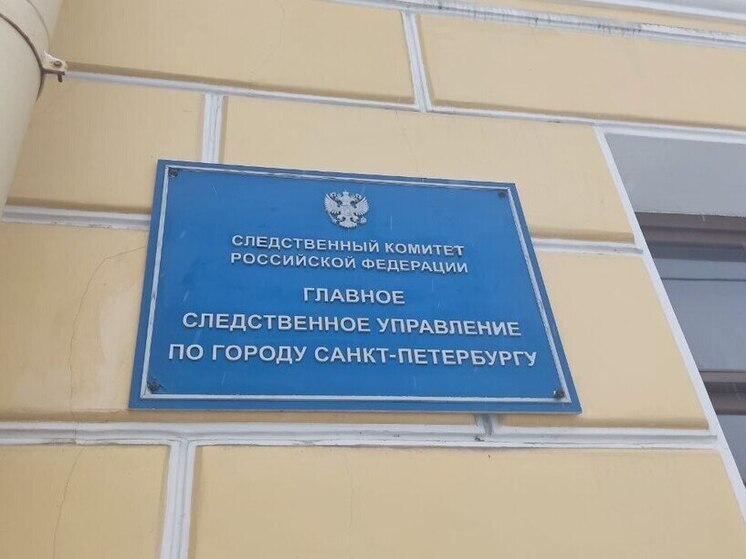 СЛЕДСТВЕННЫЙ КОМИТЕТ
РОССИЙСКОЙ ФЕДЕРАЦИИ
ГЛАВНОЕ
СЛЕДСТВЕННОЕ УПРАВЛЕНИЕ
ПО ГОРОДУ САНКТ-ПЕТЕРБУРГУ